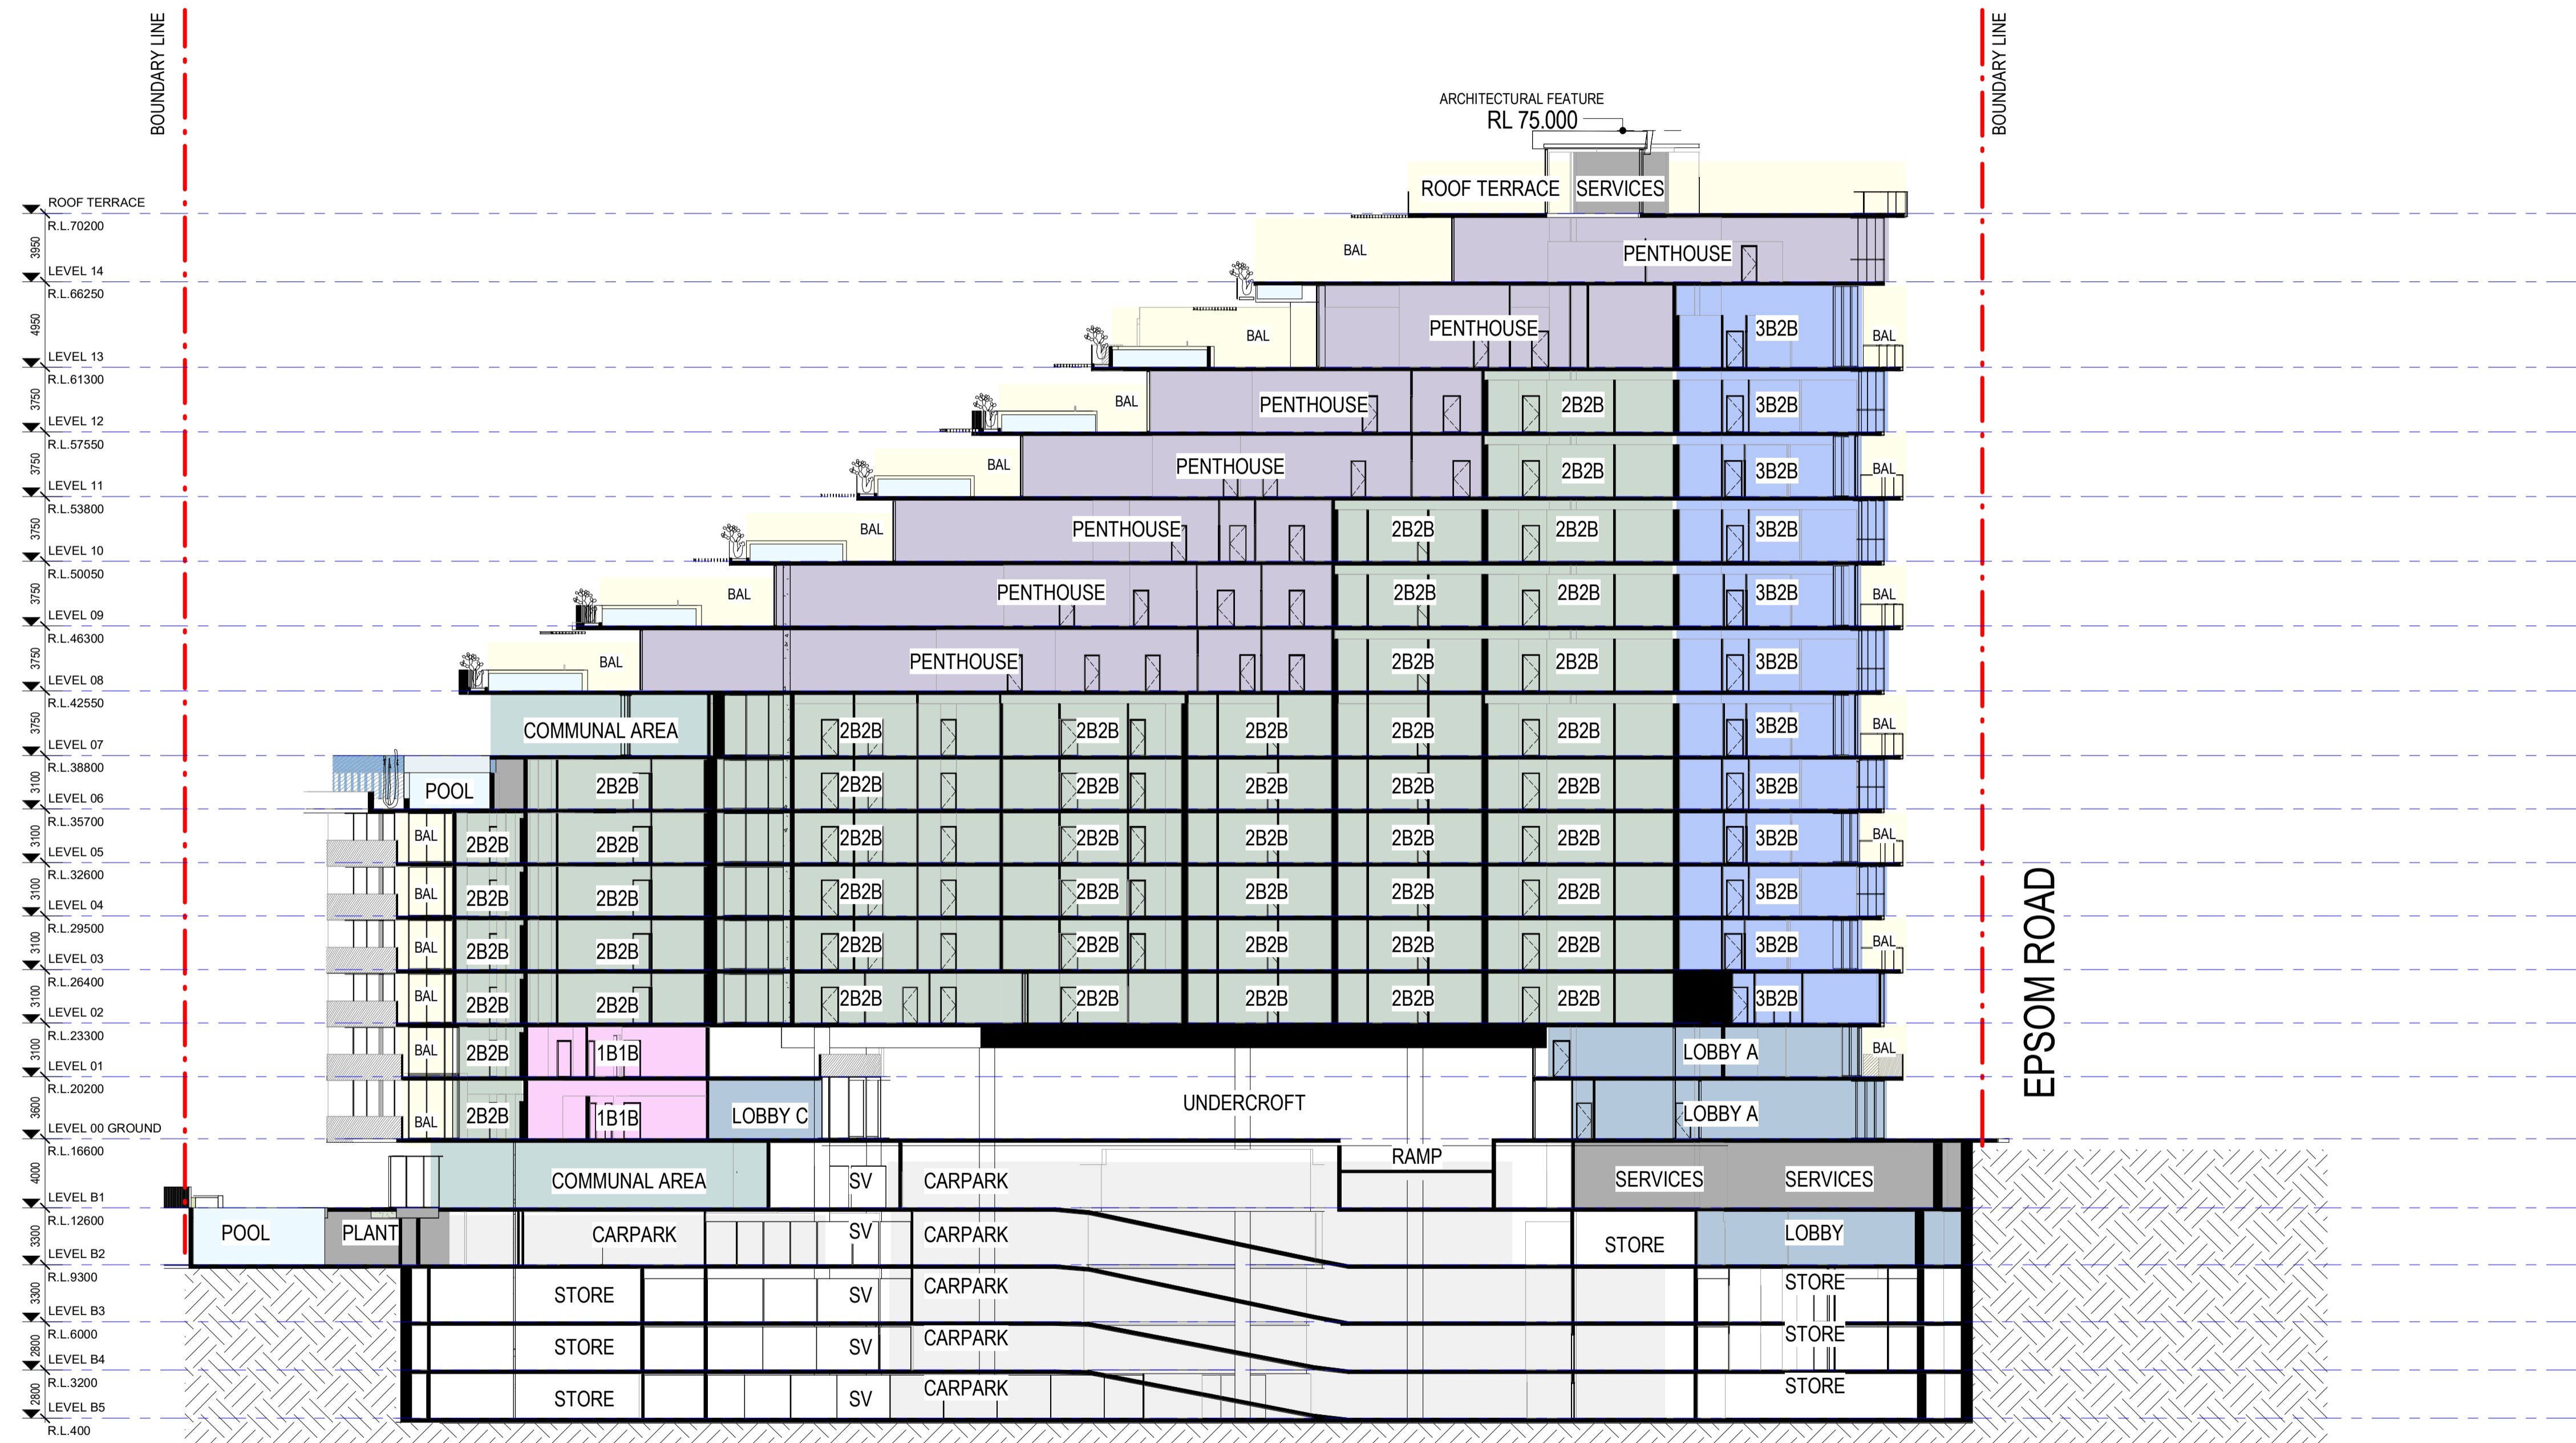 BOUNDARY LINE
BOUNDARY LINE
ARCHITECTURAL FEATURE
RL 75.000
ROOF TERRACE
R.L.70200
ROOF TERRACE
SERVICES
3950
BAL
PENTHOUSE
LEVEL 14
R.L.66250
4950
BAL
PENTHOUSE
3B2B
BAL
LEVEL 13
R.L.61300
3750
BAL
PENTHOUSE
2B2B
3B2B
LEVEL 12
R.L.57550
3750
BAL
PENTHOUSE
2B2B
3B2B
BAL
LEVEL 11
R.L.53800
3750
BAL
PENTHOUSE
2B2B
2B2B
3B2B
LEVEL 10
R.L.50050
3750
BAL
PENTHOUSE
2B2B
2B2B
3B2B
BAL
LEVEL 09
R.L.46300
3750
BAL
PENTHOUSE
2B2B
2B2B
3B2B
LEVEL 08
R.L.42550
3750
COMMUNAL AREA
2B2B
2B2B
2B2B
2B2B
2B2B
3B2B
BAL
LEVEL 07
R.L.38800
3100
POOL
2B2B
2B2B
2B2B
2B2B
2B2B
2B2B
3B2B
LEVEL 06
R.L.35700
3100
BAL
2B2B
2B2B
2B2B
2B2B
2B2B
2B2B
2B2B
3B2B
BAL
LEVEL 05
R.L.32600
3100
BAL
2B2B
2B2B
2B2B
2B2B
2B2B
2B2B
2B2B
3B2B
LEVEL 04
R.L.29500
3100
BAL
2B2B
2B2B
2B2B
2B2B
2B2B
2B2B
2B2B
3B2B
BAL
LEVEL 03
R.L.26400
3100
BAL
2B2B
2B2B
2B2B
2B2B
2B2B
2B2B
2B2B
3B2B
LEVEL 02
R.L.23300
3100
BAL
2B2B
1B1B
LOBBY A
BAL
LEVEL 01
R.L.20200
3600
BAL
2B2B
1B1B
LOBBY C
UNDERCROFT
LOBBY A
EPSOM ROAD
LEVEL 00 GROUND
R.L.16600
4000
COMMUNAL AREA
SV
CARPARK
RAMP
SERVICES
SERVICES
LEVEL B1
R.L.12600
3300
POOL
PLANT
CARPARK
SV
CARPARK
STORE
LOBBY
LEVEL B2
R.L.9300
3300
STORE
SV
CARPARK
STORE
LEVEL B3
R.L.6000
2800
STORE
SV
CARPARK
STORE
LEVEL B4
R.L.3200
2800
STORE
SV
CARPARK
STORE
LEVEL B5
R.L.400